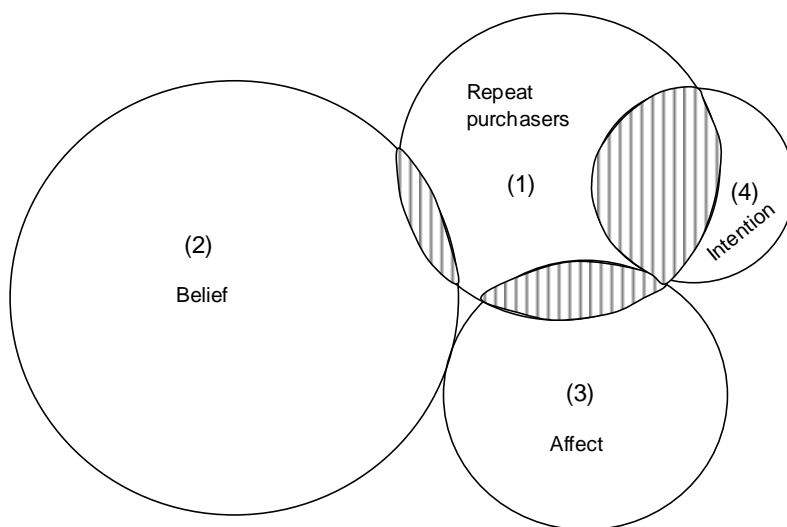 Repeat
purchasers
(1)
(4)
Intention
(2)
Belief
(3)
Affect